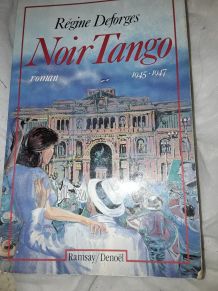 Régine Deforges
Noir Tango
roman 1945 - 1947
Ramsay/Denoël